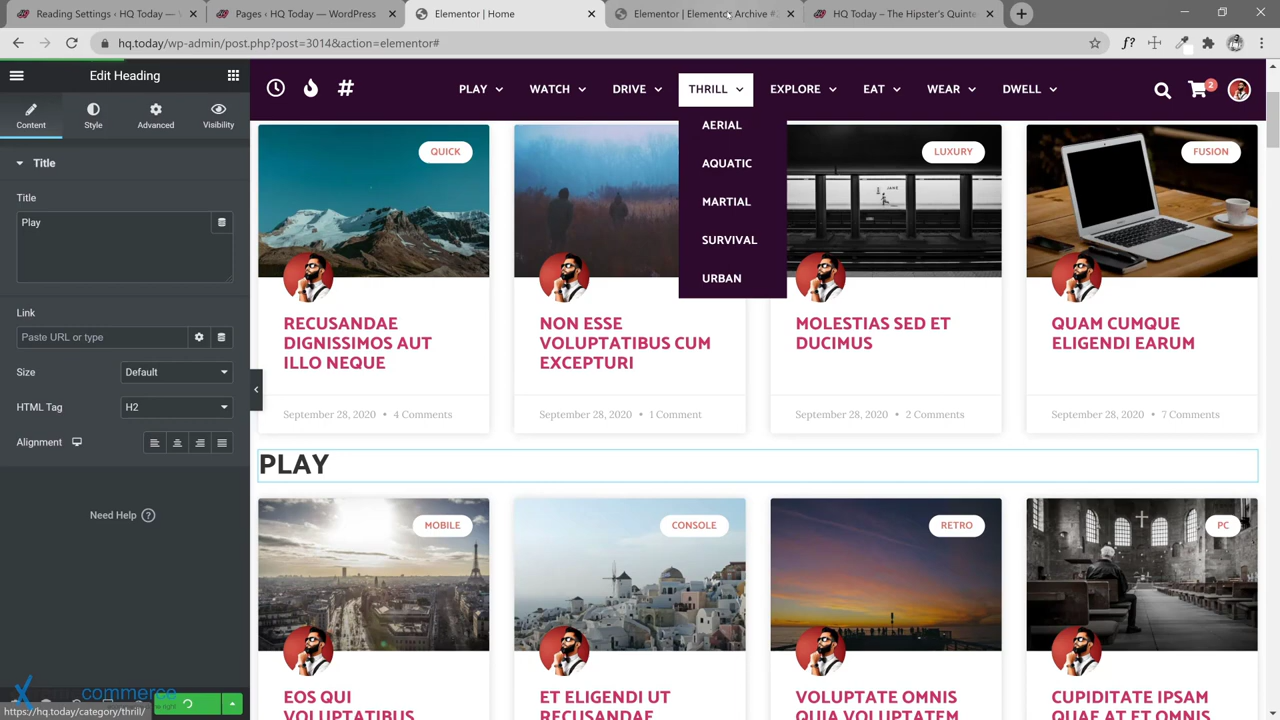 Reading Settings ‹ HQ Today —
Pages ‹ HQ Today — WordPress
Elementor | Home
Elementor | Elementor Archive #
HQ Today – The Hipster's Quinte
hq.today/wp-admin/post.php?post=3014&action=elementor#
Edit Heading
PLAY
WATCH
DRIVE
THRILL
EXPLORE
EAT
WEAR
DWELL
2
Content
Style
Advanced
Visibility
AERIAL
AQUATIC
MARTIAL
SURVIVAL
URBAN
QUICK
LUXURY
FUSION
Title
Title
Play
Link
Paste URL or type
Size
Default
HTML Tag
H2
Alignment
Need Help
RECUSANDAE
DIGNISSIMOS AUT
ILLO NEQUE
NON ESSE
VOLUPTATIBUS CUM
EXCEPTURI
MOLESTIAS SED ET
DUCIMUS
QUAM CUMQUE
ELIGENDI EARUM
September 28, 2020 • 4 Comments
September 28, 2020 • 1 Comment
September 28, 2020 • 2 Comments
September 28, 2020 • 7 Comments
PLAY
MOBILE
CONSOLE
RETRO
PC
EOS QUI
VOLUPTATIBUS
ET ELIGENDI UT
RECUSANDAE
VOLUPTATE OMNIS
QUIA VOLUPTATEM
CUPIDITATE IPSAM
QUAE AT ET OMNIS
commerce
https://hq.today/category/thrill/